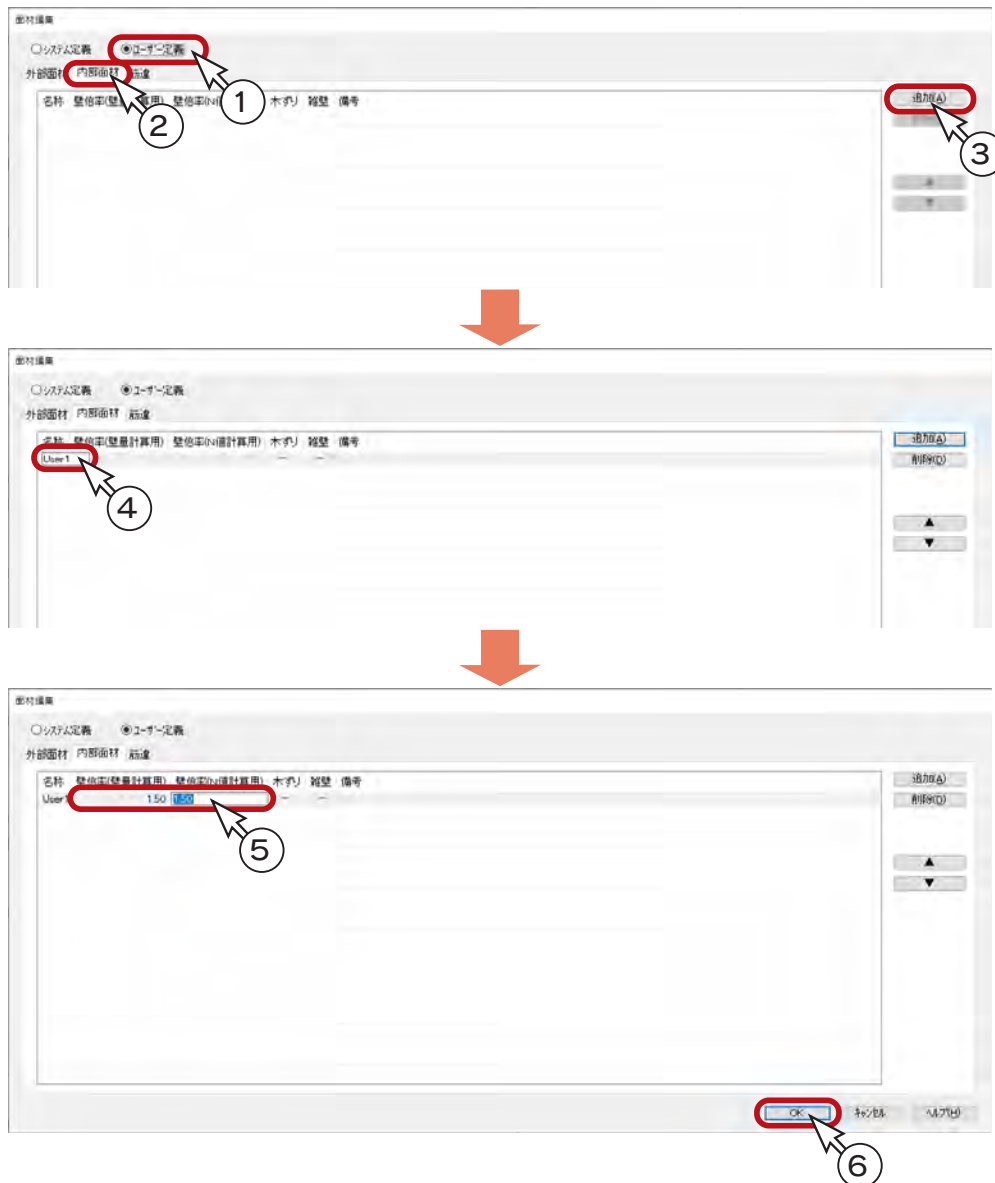 面材編集
○システム定義 ◉ユーザー定義
外部面材 内部面材 筋違
① ②
名称 壁倍率(壁量計算用) 壁倍率(N値計算用) 木ずり 雑壁 備考
追加(A)
③
▲
▼
面材編集
○システム定義 ◉ユーザー定義
外部面材 内部面材 筋違
名称 壁倍率(壁量計算用) 壁倍率(N値計算用) 木ずり 雑壁 備考
User1 － －
④
追加(A)
削除(D)
▲
▼
面材編集
○システム定義 ◉ユーザー定義
外部面材 内部面材 筋違
名称 壁倍率(壁量計算用) 壁倍率(N値計算用) 木ずり 雑壁 備考
User1 1.50 1.50 － －
⑤
追加(A)
削除(D)
▲
▼
OK キャンセル ヘルプ(H)
⑥